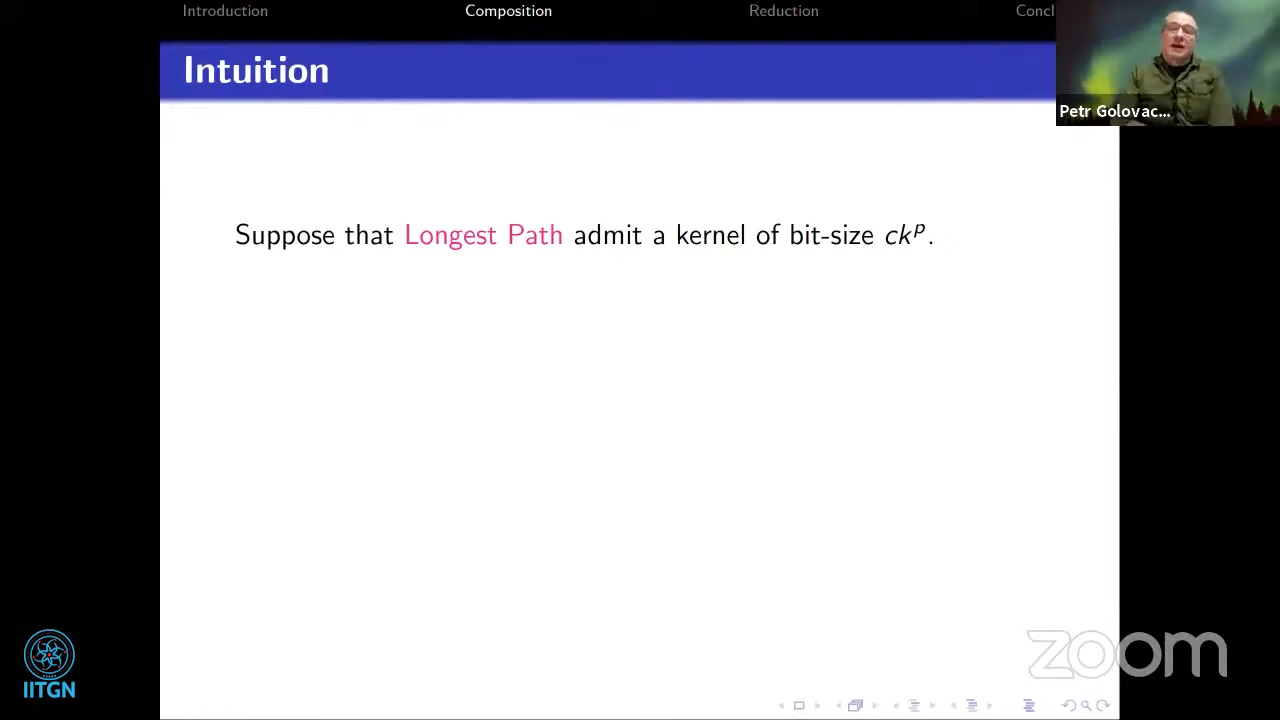 Introduction
Composition
Reduction
Concl
Intuition
Petr Golovac...
Suppose that Longest Path admit a kernel of bit-size ck^p.
IITGN
zoom